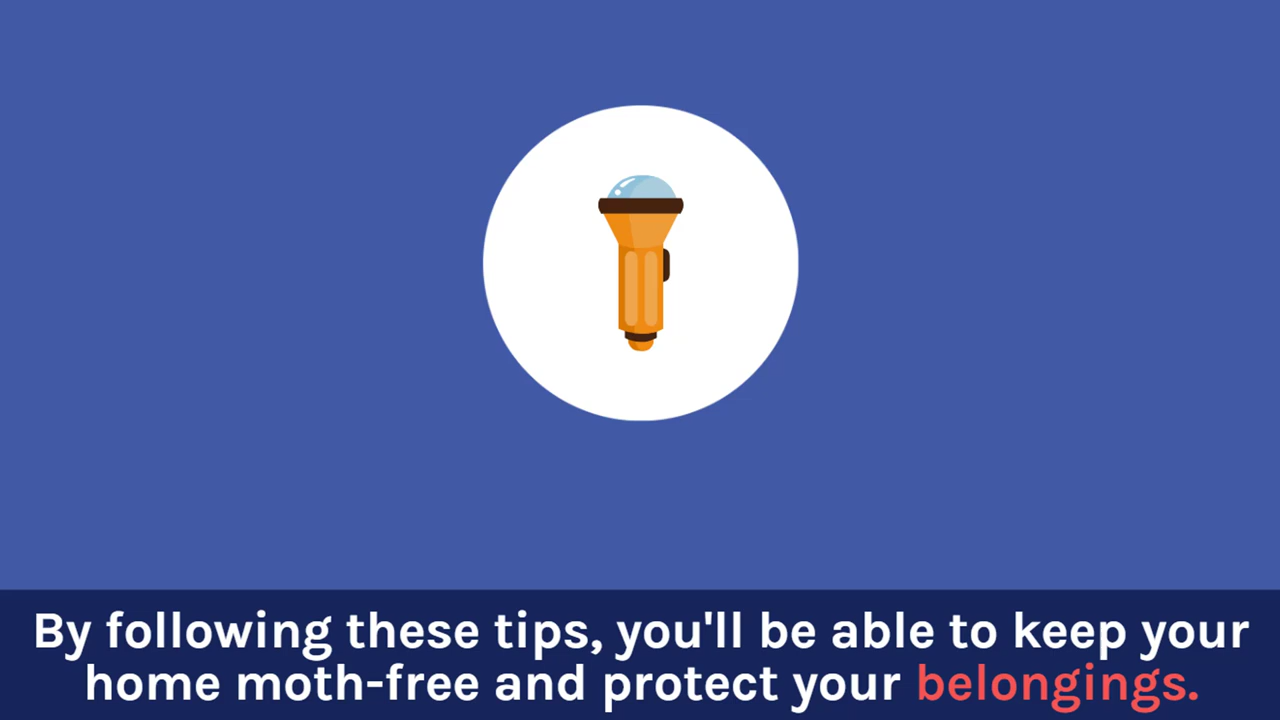 By following these tips, you'll be able to keep your
home moth-free and protect your belongings.